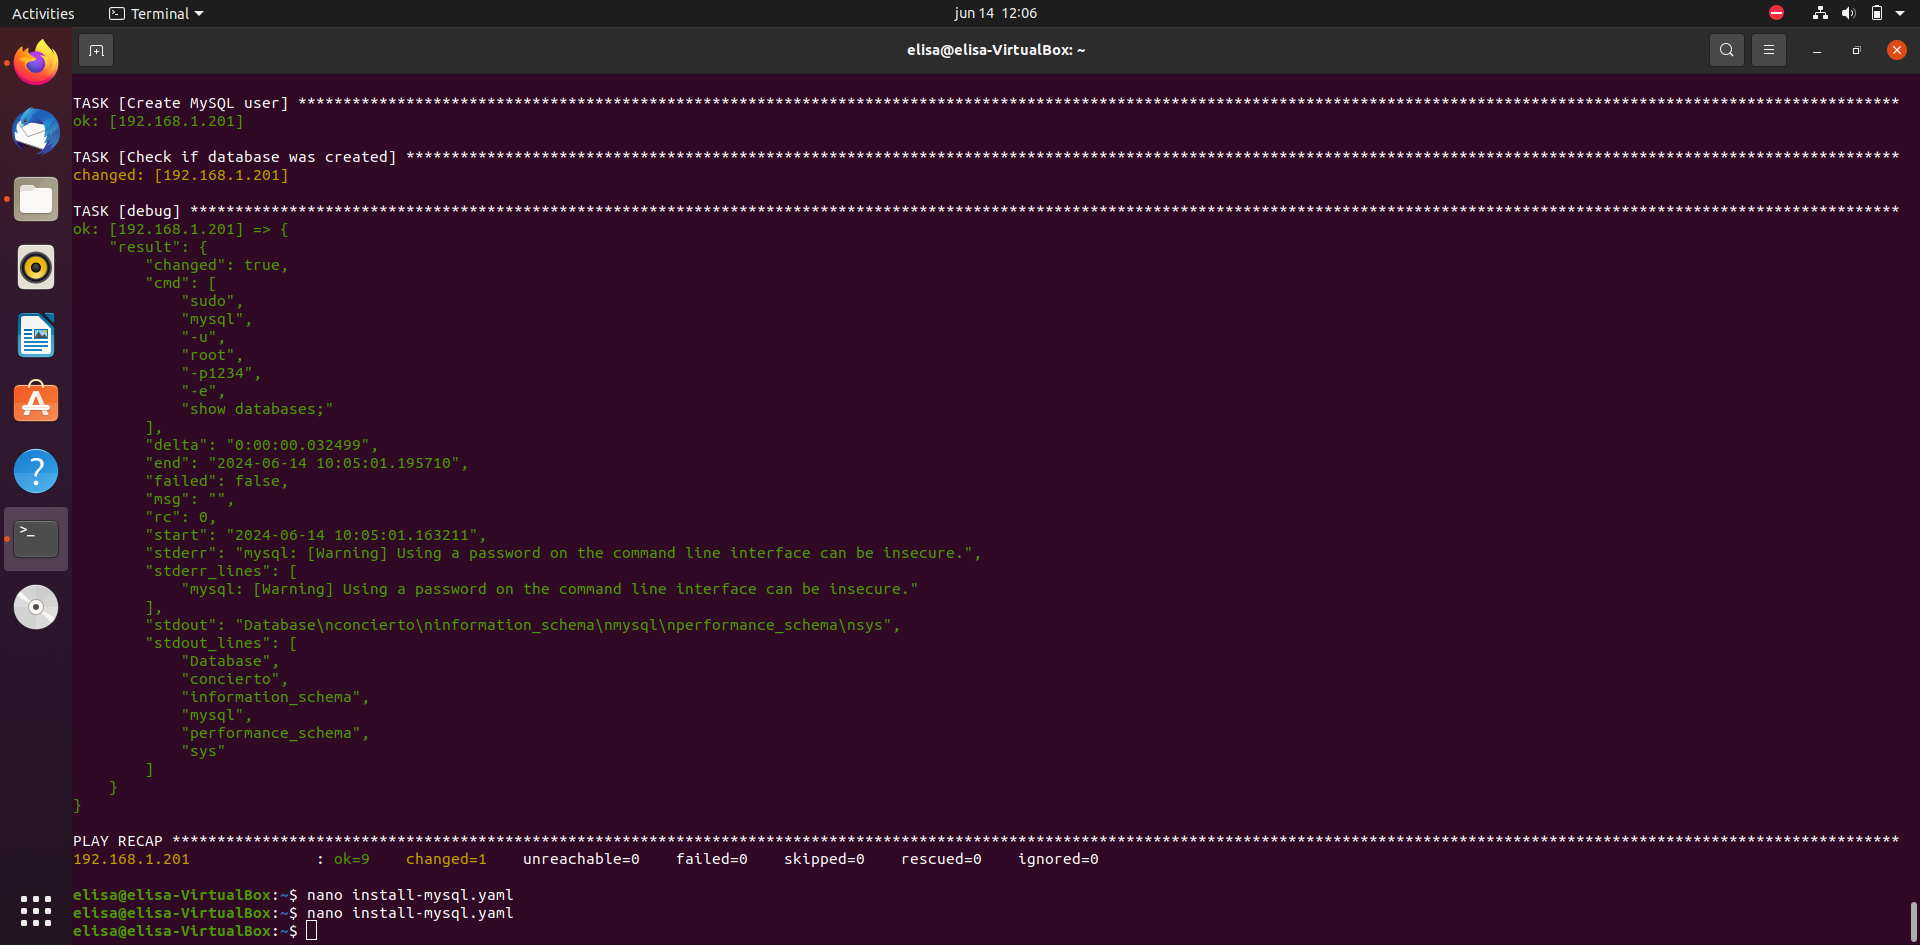 Activities Terminal jun 14 12:06
elisa@elisa-VirtualBox: ~
TASK [Create MySQL user] **********************************************************************************************************************************************************************************
ok: [192.168.1.201]
TASK [Check if database was created] **********************************************************************************************************************************************************************
changed: [192.168.1.201]
TASK [debug] **********************************************************************************************************************************************************************************************
ok: [192.168.1.201] => {
"result": {
"changed": true,
"cmd": [
"sudo",
"mysql",
"-u",
"root",
"-p1234",
"-e",
"show databases;"
],
"delta": "0:00:00.032499",
"end": "2024-06-14 10:05:01.195710",
"failed": false,
"msg": "",
"rc": 0,
"start": "2024-06-14 10:05:01.163211",
"stderr": "mysql: [Warning] Using a password on the command line interface can be insecure.",
"stderr_lines": [
"mysql: [Warning] Using a password on the command line interface can be insecure."
],
"stdout": "Database\nconcierto\ninformation_schema\nmysql\nperformance_schema\nsys",
"stdout_lines": [
"Database",
"concierto",
"information_schema",
"mysql",
"performance_schema",
"sys"
]
}
}
PLAY RECAP ************************************************************************************************************************************************************************************************
192.168.1.201 : ok=9 changed=1 unreachable=0 failed=0 skipped=0 rescued=0 ignored=0
elisa@elisa-VirtualBox:~$ nano install-mysql.yaml
elisa@elisa-VirtualBox:~$ nano install-mysql.yaml
elisa@elisa-VirtualBox:~$